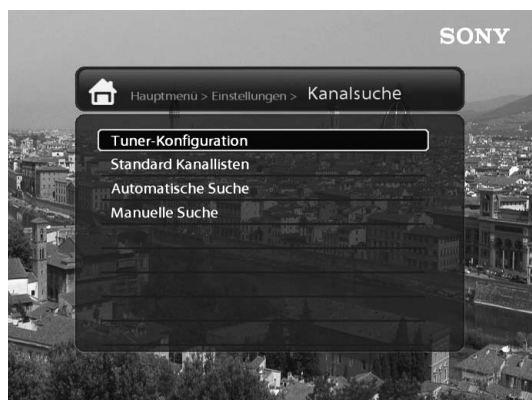 SONY
Hauptmenü > Einstellungen > Kanalsuche
Tuner-Konfiguration
Standard Kanallisten
Automatische Suche
Manuelle Suche